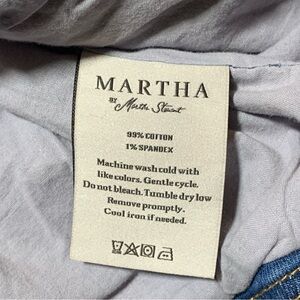 MARTHA
BY Martha Stewart
99% COTTON
1% SPANDEX
Machine wash cold with
like colors. Gentle cycle.
Do not bleach. Tumble dry low
Remove promptly.
Cool iron if needed.